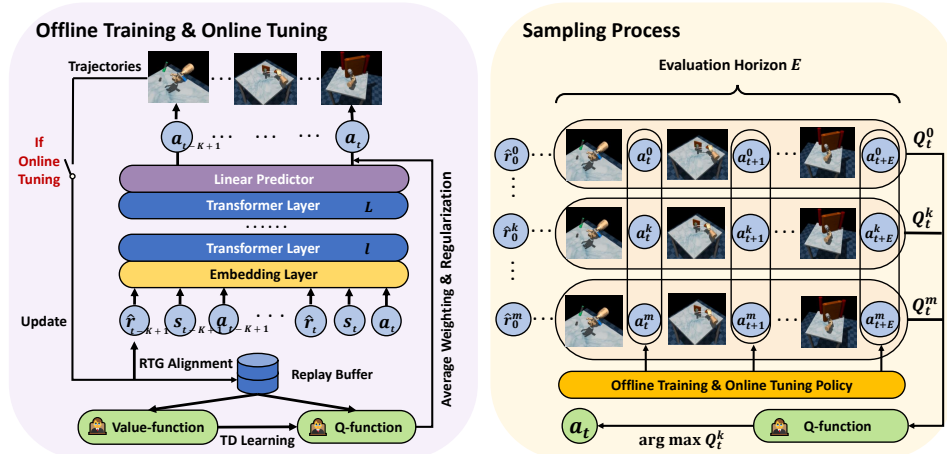 Offline Training & Online Tuning
Trajectories
a_{t-K+1} ... ... a_t
If
Online
Tuning
Linear Predictor
Transformer Layer L
......
Transformer Layer l
Embedding Layer
r̂_{t-K+1} s_{t-K+1} a_{t-K+1} ... r̂_t s_t a_t
Update
RTG Alignment
Replay Buffer
Average Weighting & Regularization
Value-function
TD Learning
Q-function
Sampling Process
Evaluation Horizon E
r̂_0^0 ... a_t^0 a_{t+1}^0 ... a_{t+E}^0 Q_t^0
r̂_0^k ... a_t^k a_{t+1}^k ... a_{t+E}^k Q_t^k
r̂_0^m ... a_t^m a_{t+1}^m ... a_{t+E}^m Q_t^m
Offline Training & Online Tuning Policy
a_t
arg max Q_t^k
Q-function